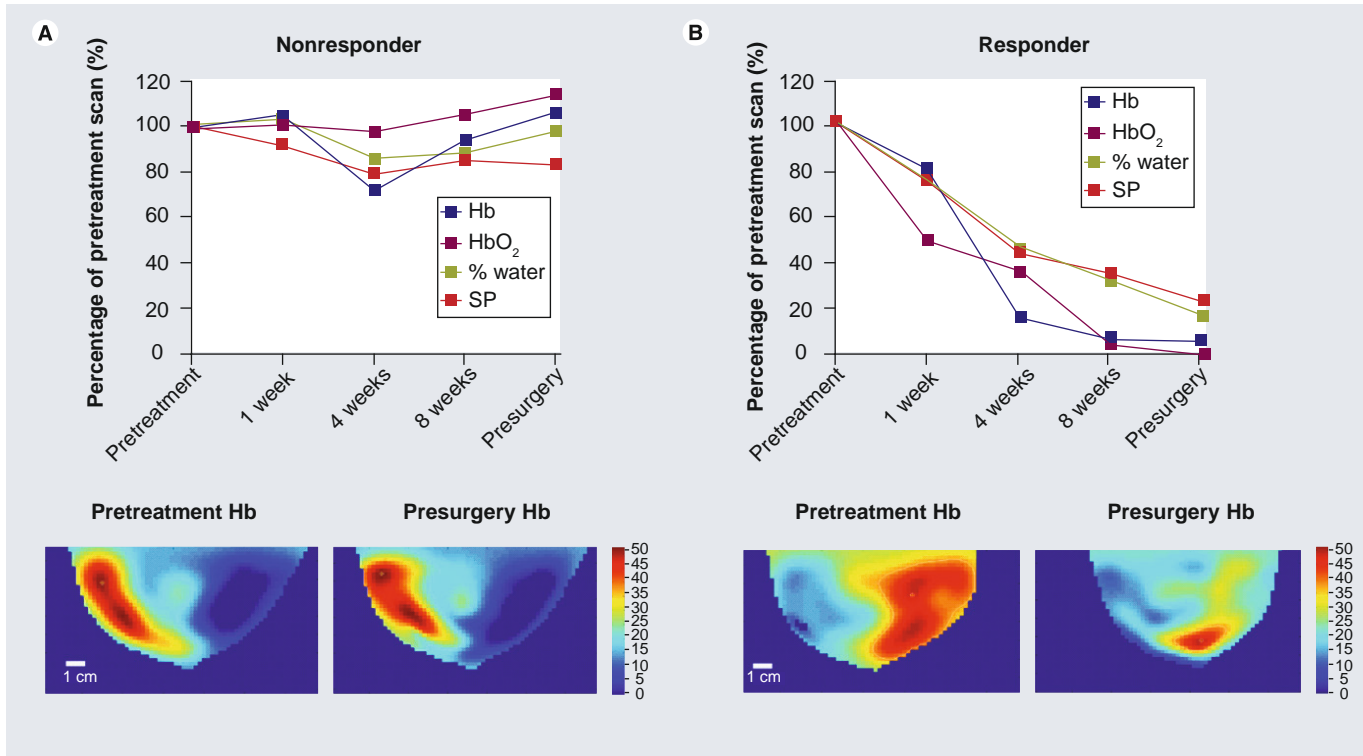 A
Nonresponder
Percentage of pretreatment scan (%)
120
100
80
60
40
20
0
Hb
HbO₂
% water
SP
Pretreatment
1 week
4 weeks
8 weeks
Presurgery
Pretreatment Hb
Presurgery Hb
1 cm
50
45
40
35
30
25
20
15
10
5
0
B
Responder
Percentage of pretreatment scan (%)
120
100
80
60
40
20
0
Hb
HbO₂
% water
SP
Pretreatment
1 week
4 weeks
8 weeks
Presurgery
Pretreatment Hb
Presurgery Hb
1 cm
50
45
40
35
30
25
20
15
10
5
0